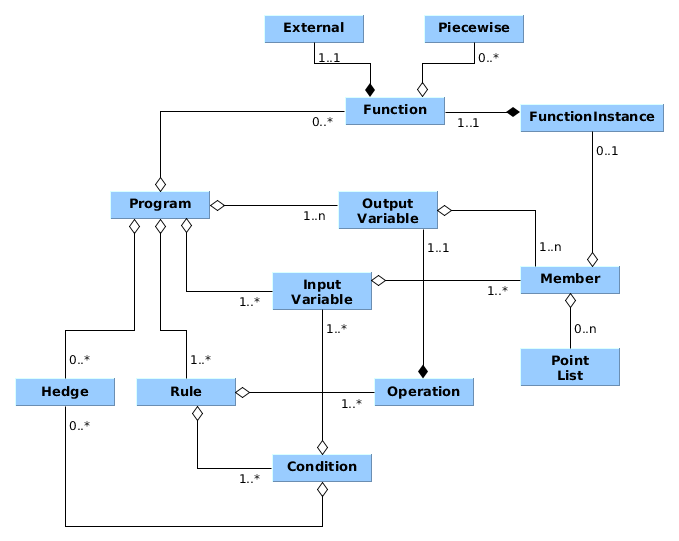 External
Piecewise
1..1
0..*
Function
FunctionInstance
0..*
1..1
0..1
Program
Output
Variable
1..n
1..1
1..n
Input
Variable
Member
1..*
1..*
1..*
0..n
0..*
1..*
Point
List
Hedge
Rule
Operation
1..*
0..*
Condition
1..*